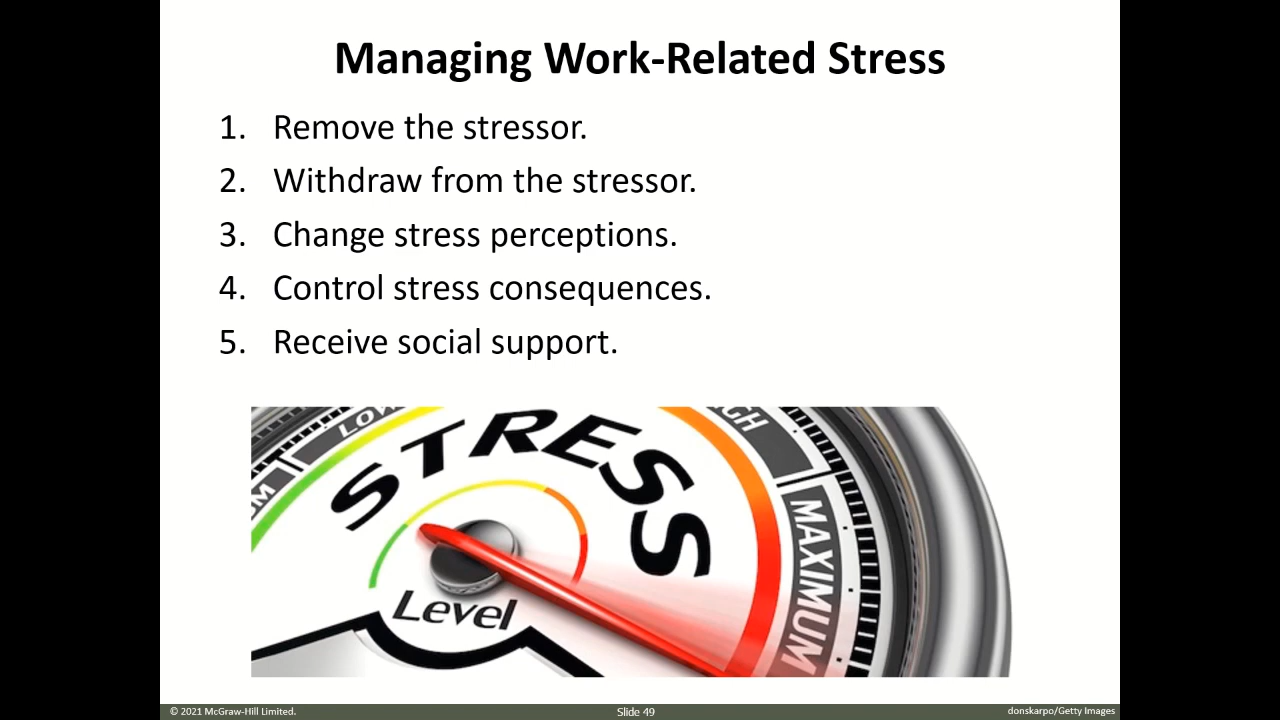 Managing Work-Related Stress
1. Remove the stressor.
2. Withdraw from the stressor.
3. Change stress perceptions.
4. Control stress consequences.
5. Receive social support.
LOW
STRESS
MAXIMUM
Level
© 2021 McGraw-Hill Limited.
Slide 49
donskarpo/Getty Images